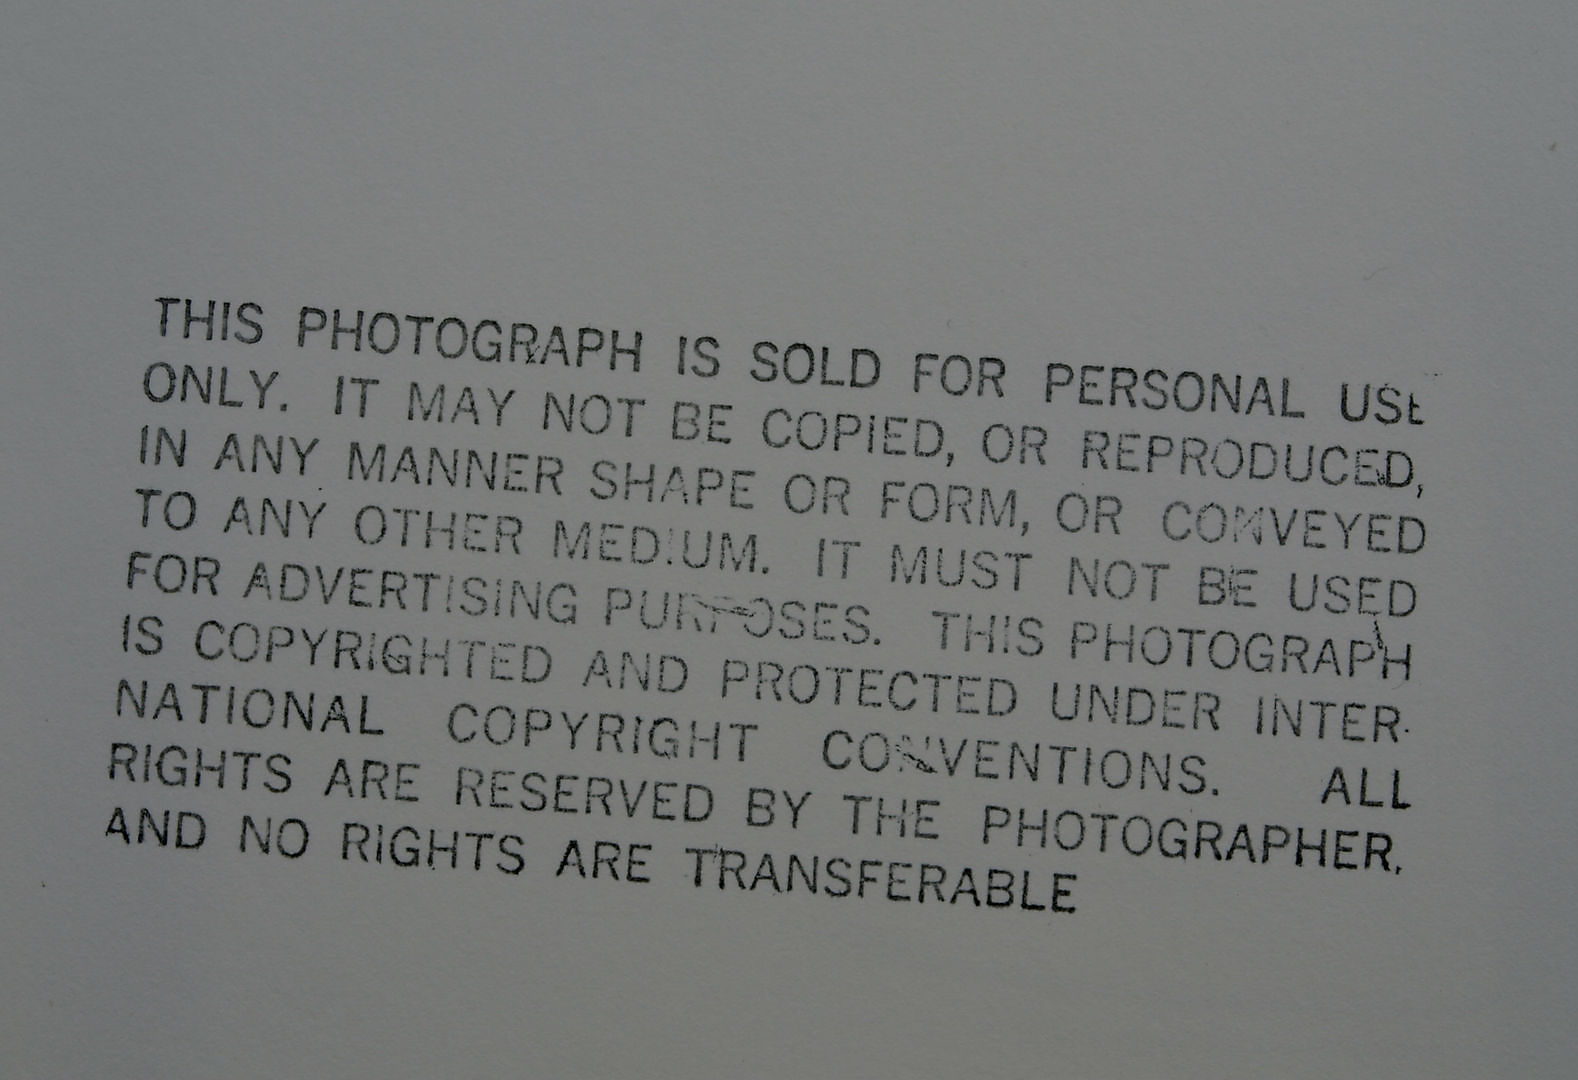 THIS PHOTOGRAPH IS SOLD FOR PERSONAL USE
ONLY. IT MAY NOT BE COPIED, OR REPRODUCED,
IN ANY MANNER SHAPE OR FORM, OR CONVEYED
TO ANY OTHER MEDIUM. IT MUST NOT BE USED
FOR ADVERTISING PURPOSES. THIS PHOTOGRAPH
IS COPYRIGHTED AND PROTECTED UNDER INTER-
NATIONAL COPYRIGHT CONVENTIONS. ALL
RIGHTS ARE RESERVED BY THE PHOTOGRAPHER.
AND NO RIGHTS ARE TRANSFERABLE